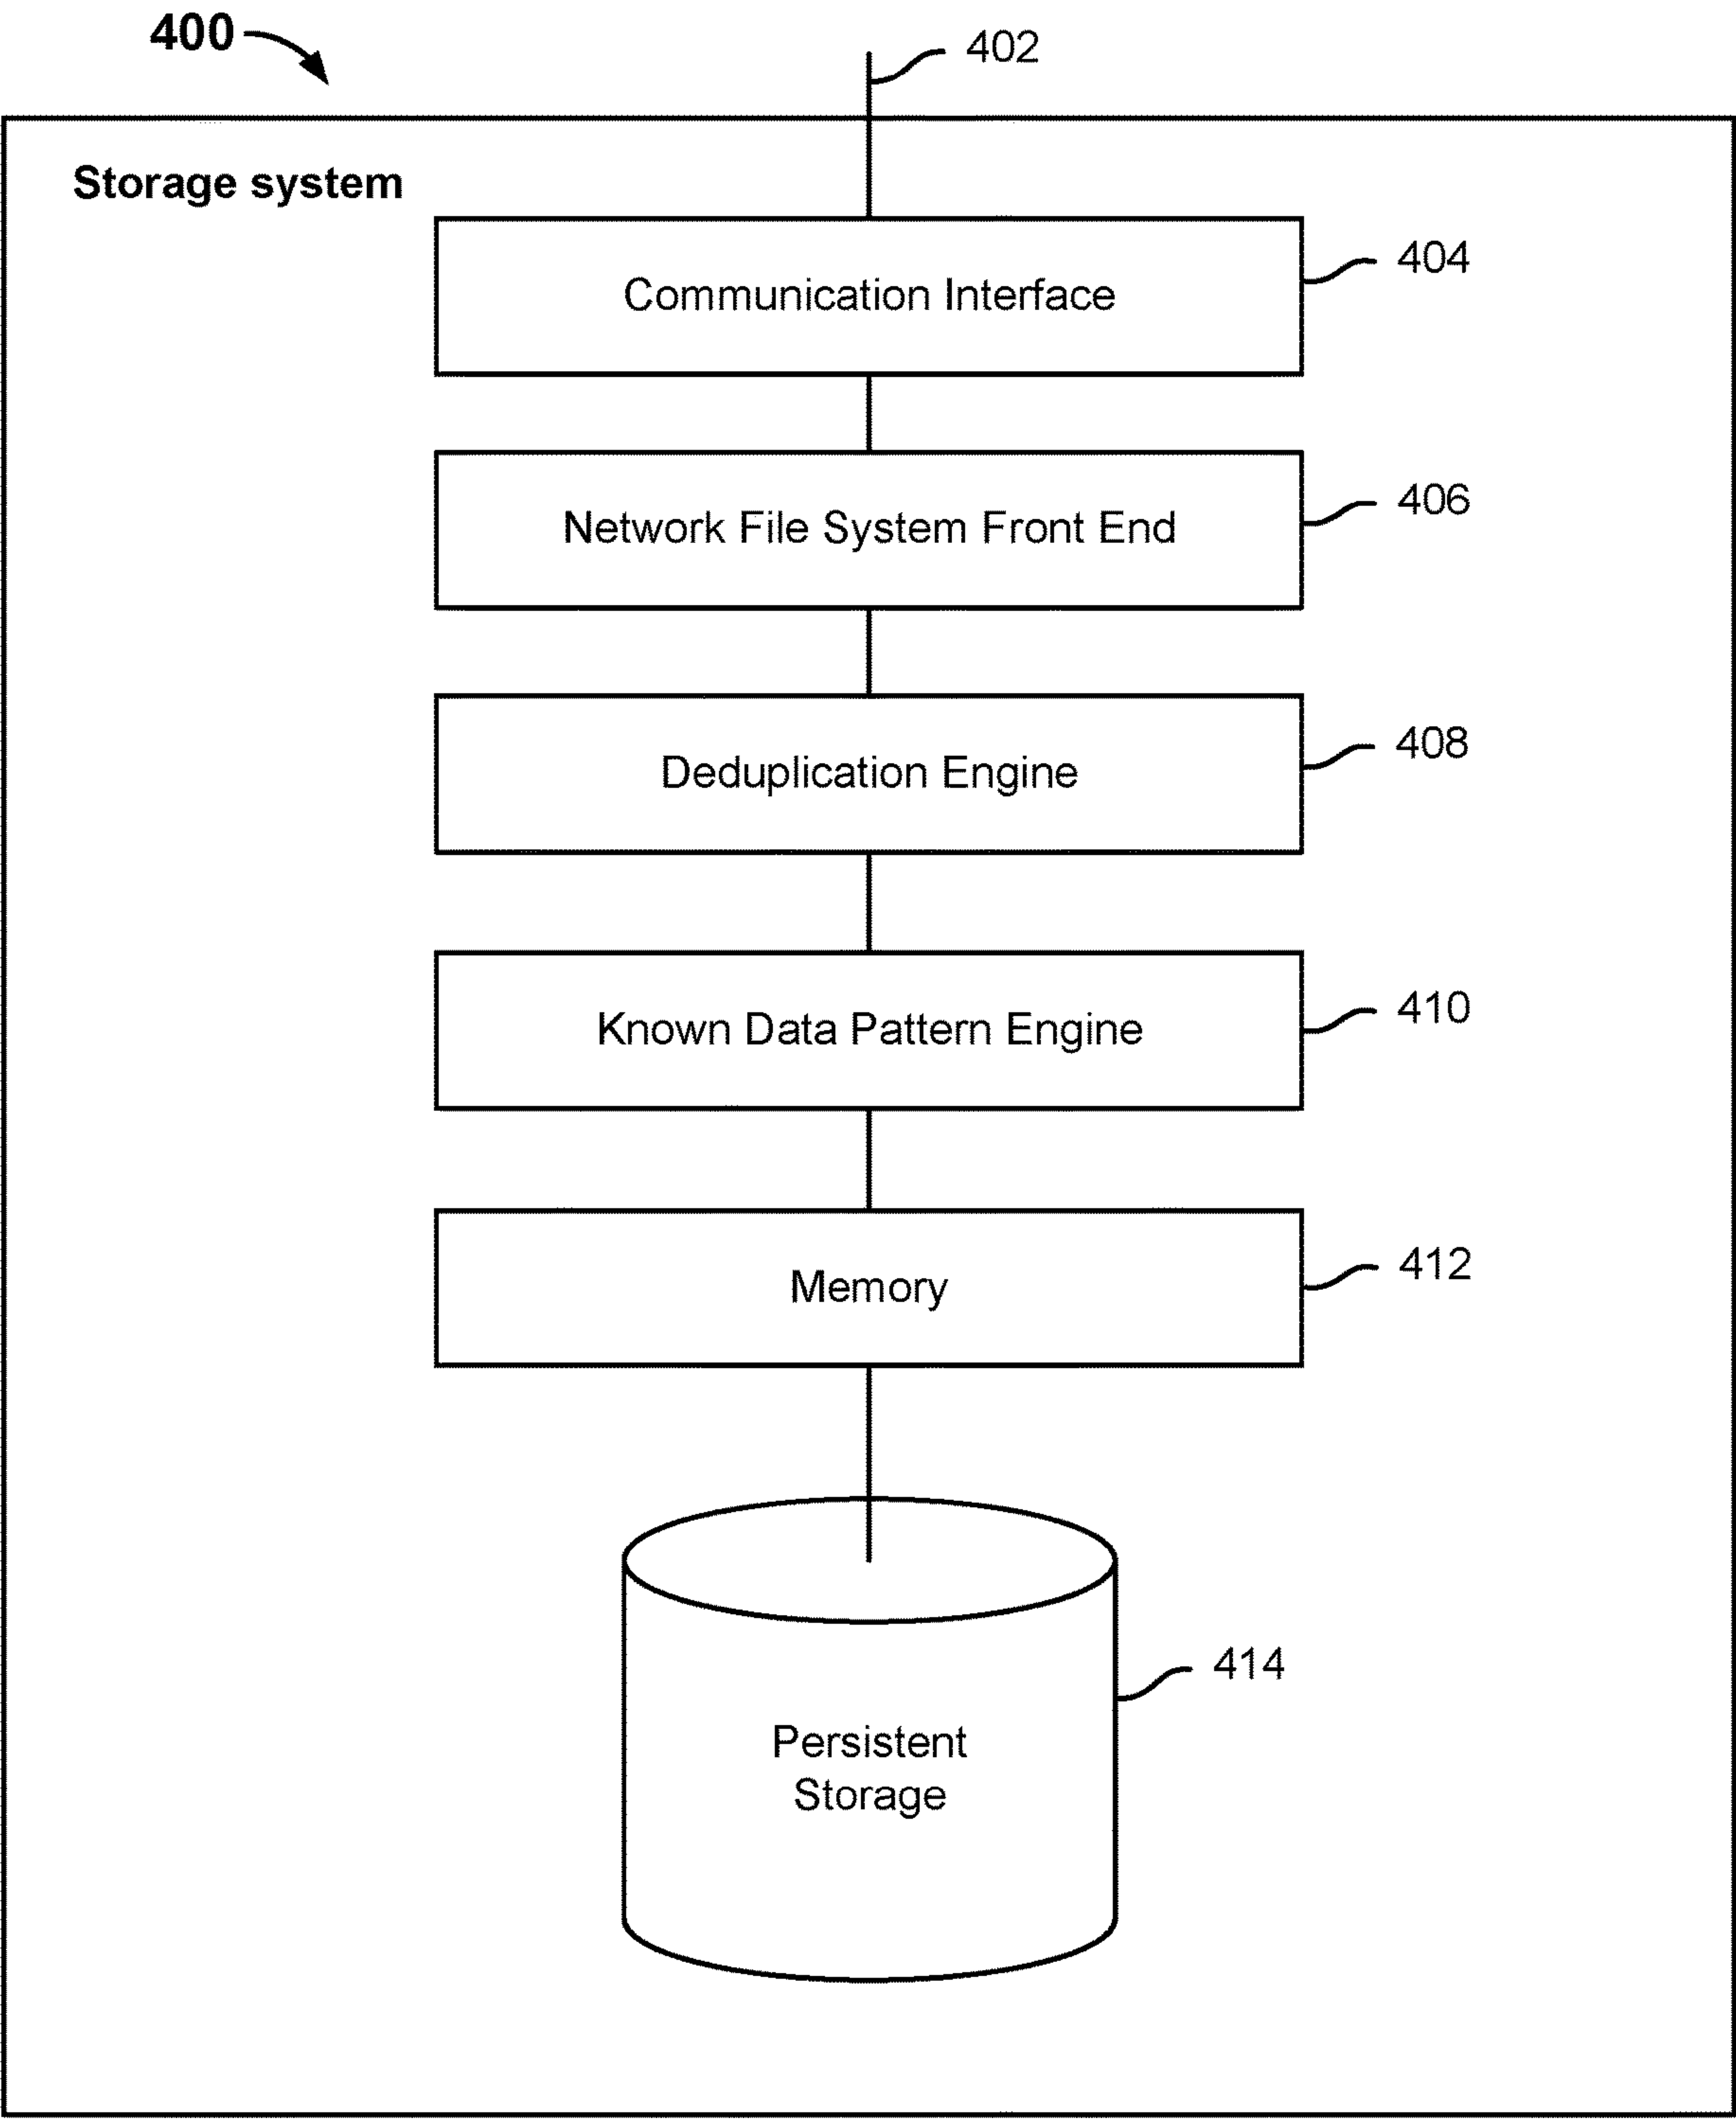 400
402
Storage system
404
Communication Interface
406
Network File System Front End
408
Deduplication Engine
410
Known Data Pattern Engine
412
Memory
414
Persistent
Storage